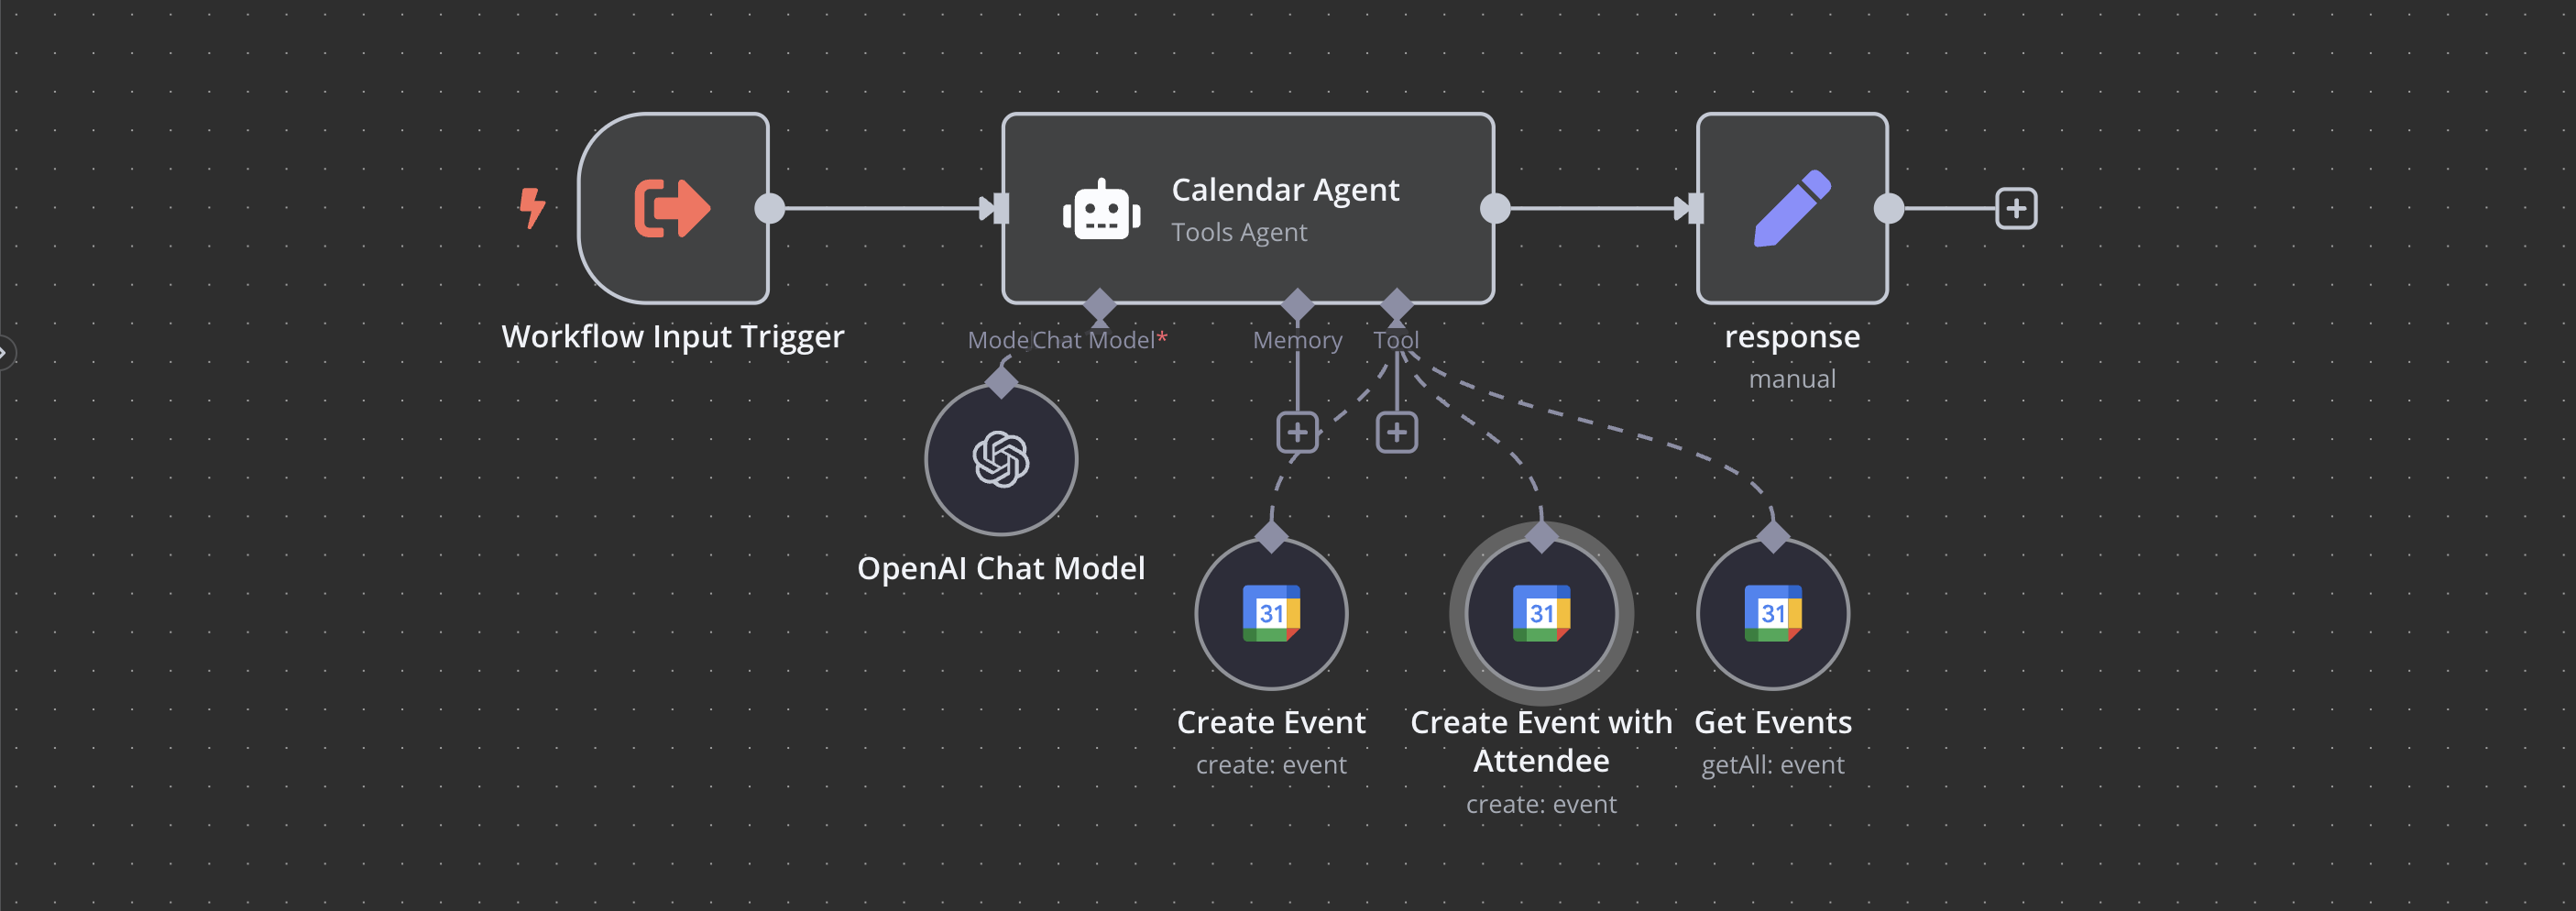 Calendar Agent
Tools Agent
Workflow Input Trigger
Model
Chat Model*
Memory
Tool
response
manual
OpenAI Chat Model
31
31
31
Create Event
create: event
Create Event with
Attendee
create: event
Get Events
getAll: event